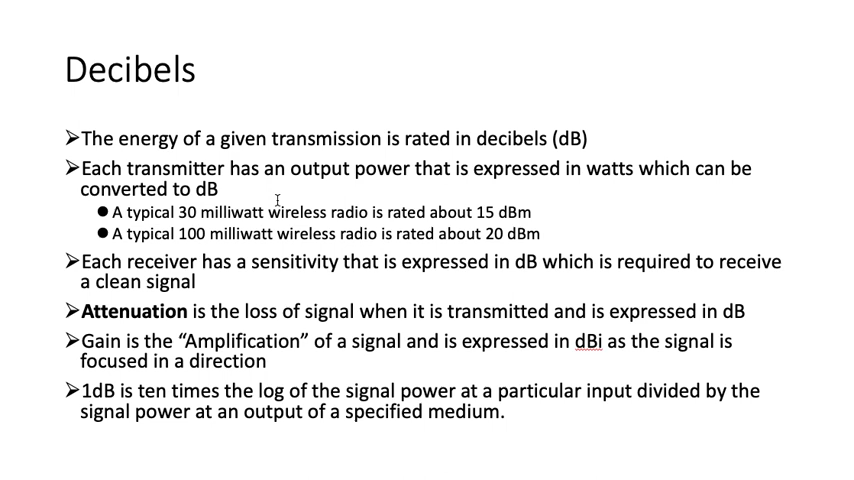 Decibels
➤The energy of a given transmission is rated in decibels (dB)
➤Each transmitter has an output power that is expressed in watts which can be
converted to dB
● A typical 30 milliwatt wireless radio is rated about 15 dBm
● A typical 100 milliwatt wireless radio is rated about 20 dBm
➤Each receiver has a sensitivity that is expressed in dB which is required to receive
a clean signal
➤Attenuation is the loss of signal when it is transmitted and is expressed in dB
➤Gain is the “Amplification” of a signal and is expressed in dBi as the signal is
focused in a direction
➤1dB is ten times the log of the signal power at a particular input divided by the
signal power at an output of a specified medium.